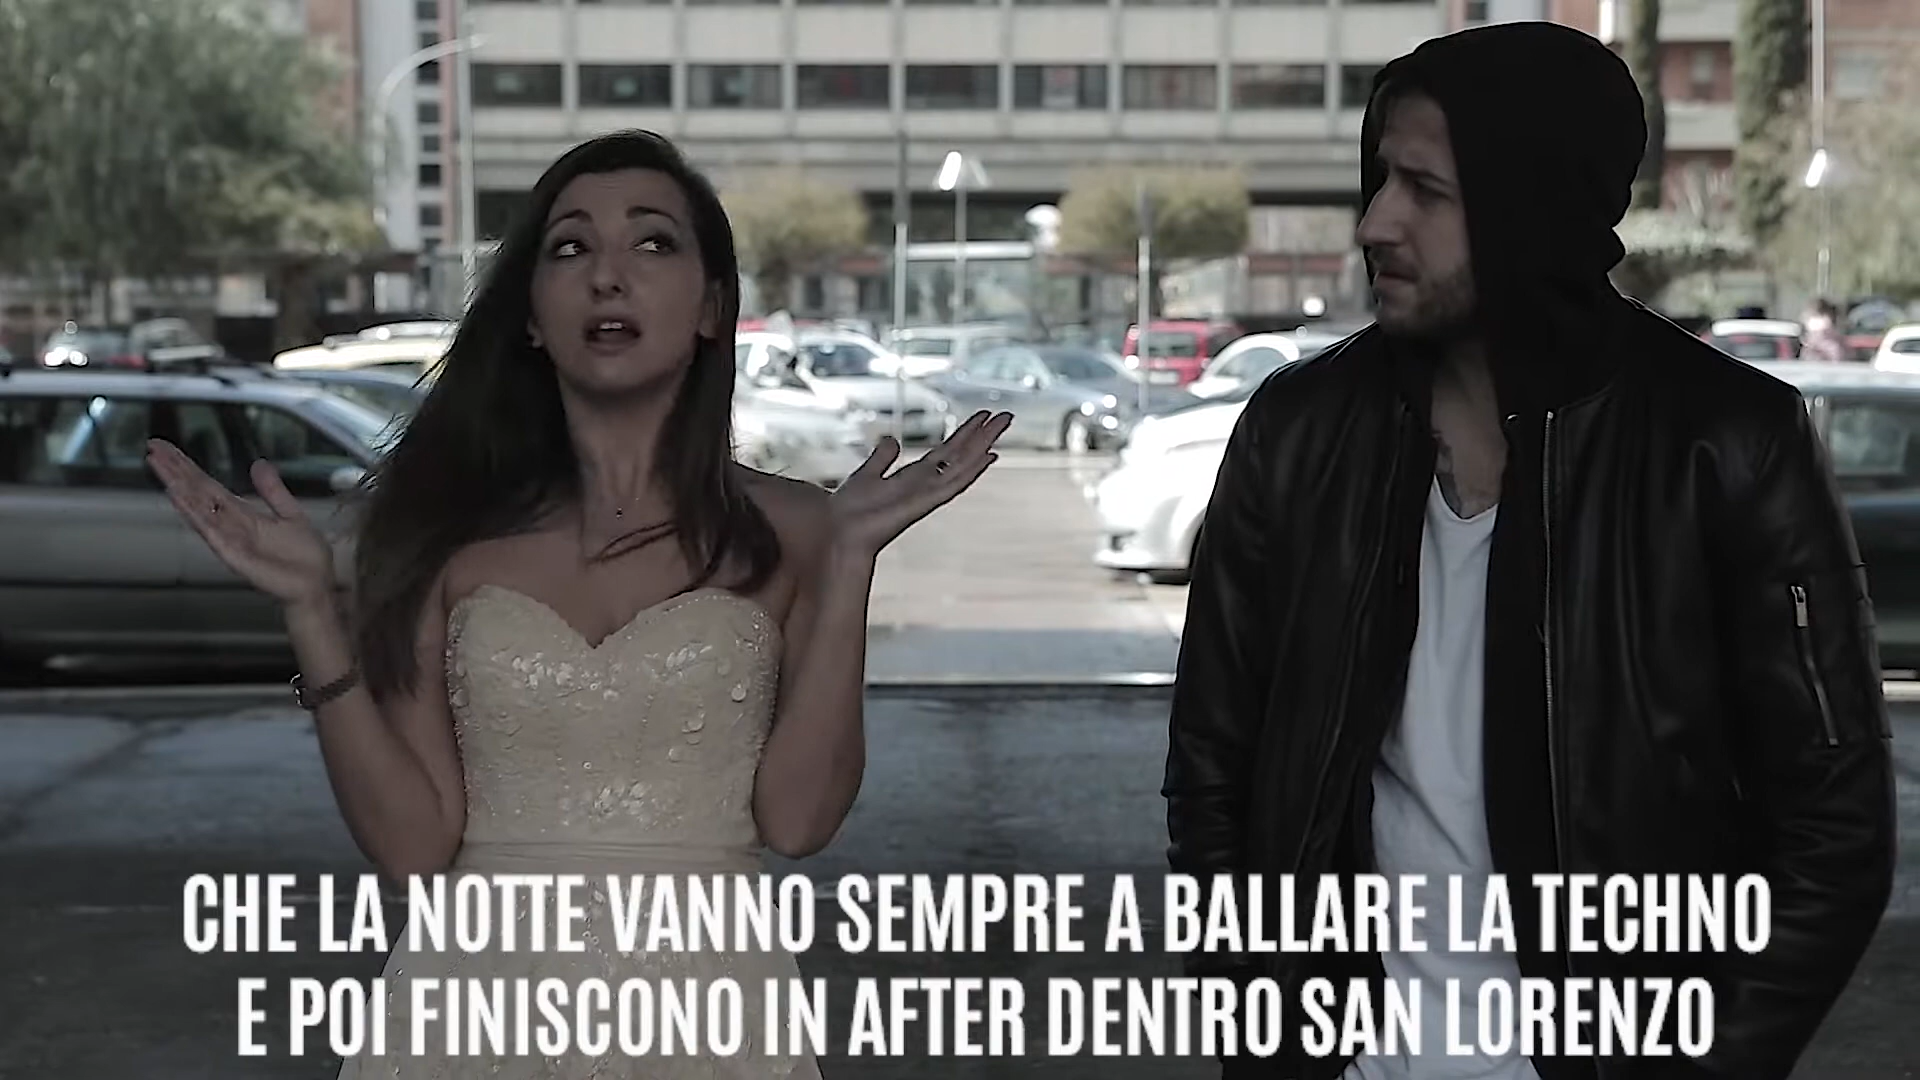 CHE LA NOTTE VANNO SEMPRE A BALLARE LA TECHNO
E POI FINISCONO IN AFTER DENTRO SAN LORENZO